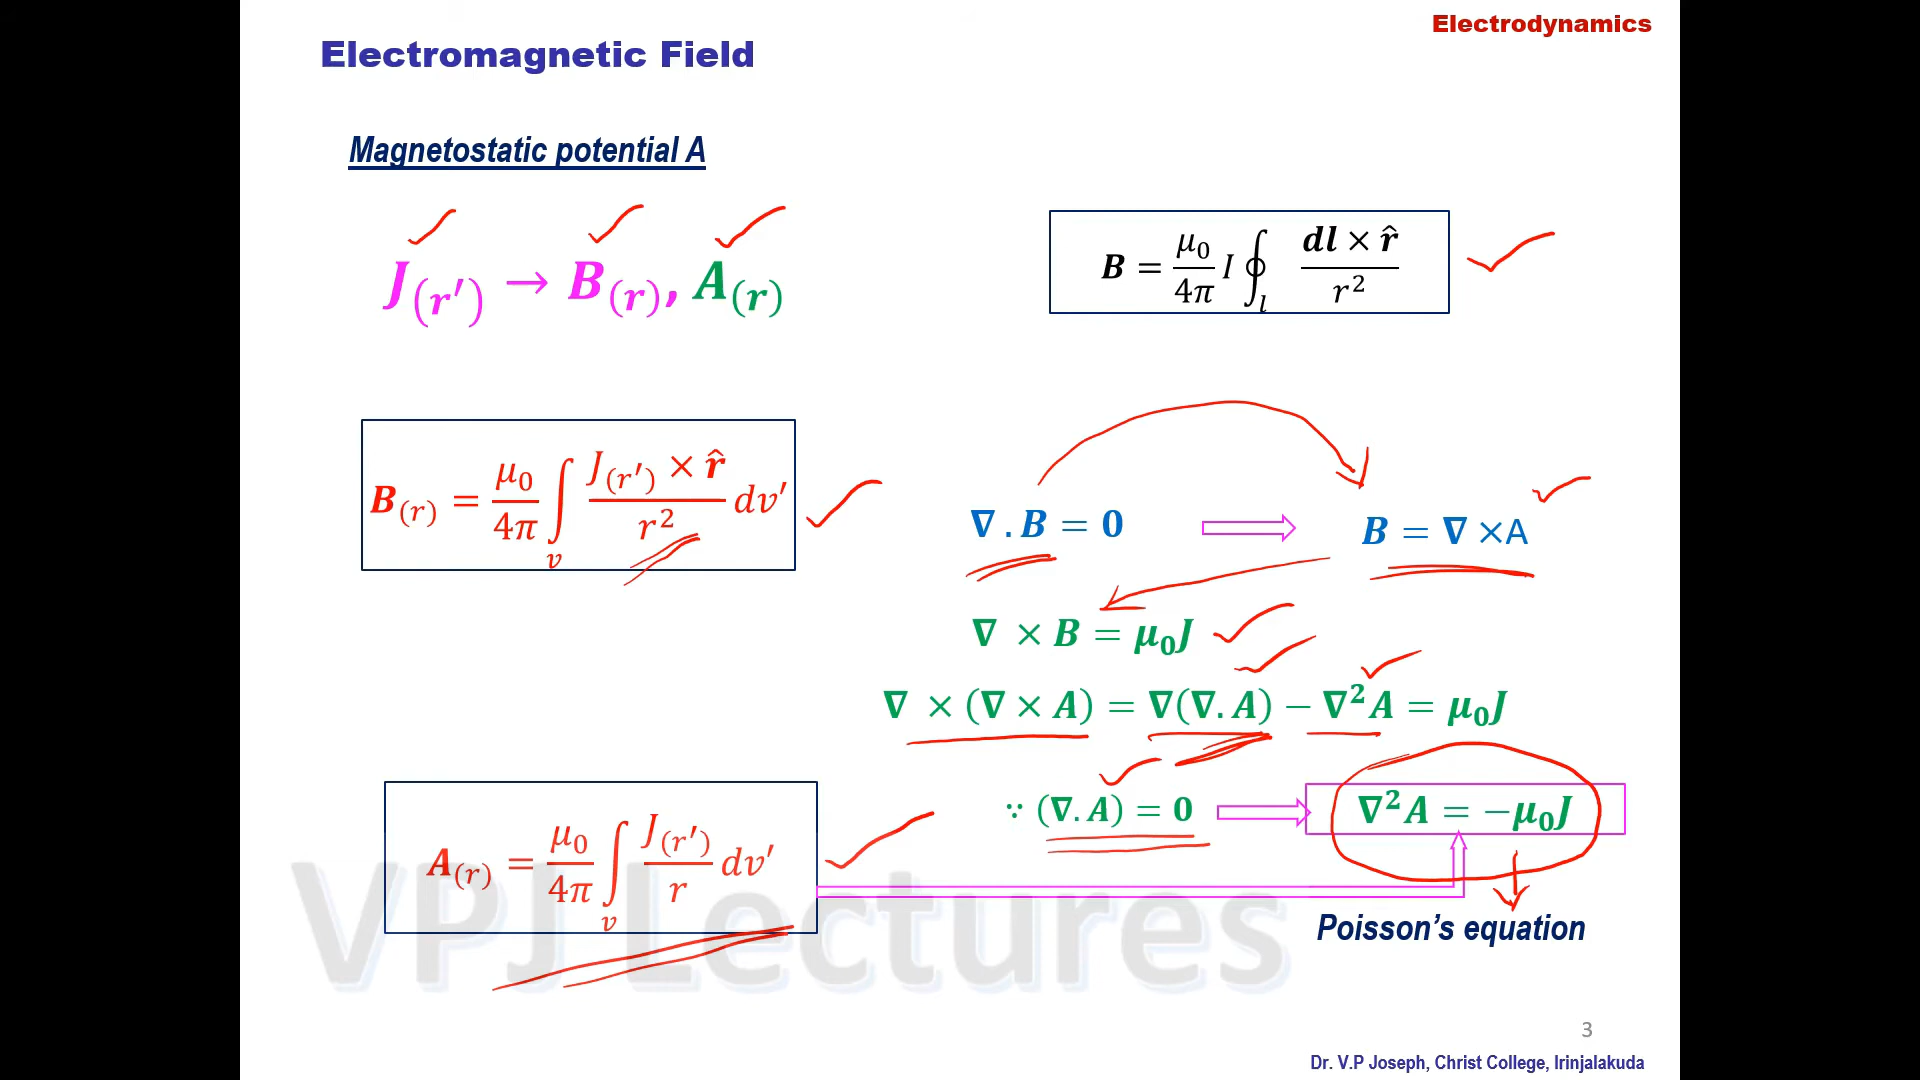 Electrodynamics
Electromagnetic Field
Magnetostatic potential A
J(r′) → B(r), A(r)
B = μ0/4π I ∮l dl × r̂ / r²
B(r) = μ0/4π ∫v J(r′) × r̂ / r² dv′
∇ . B = 0 ⇒ B = ∇ ×A
∇ × B = μ0J
∇ × (∇ × A) = ∇(∇. A) − ∇²A = μ0J
∵ (∇. A) = 0 ⇒ ∇²A = −μ0J
A(r) = μ0/4π ∫v J(r′) / r dv′
Poisson’s equation
VPJ Lectures
3
Dr. V.P Joseph, Christ College, Irinjalakuda